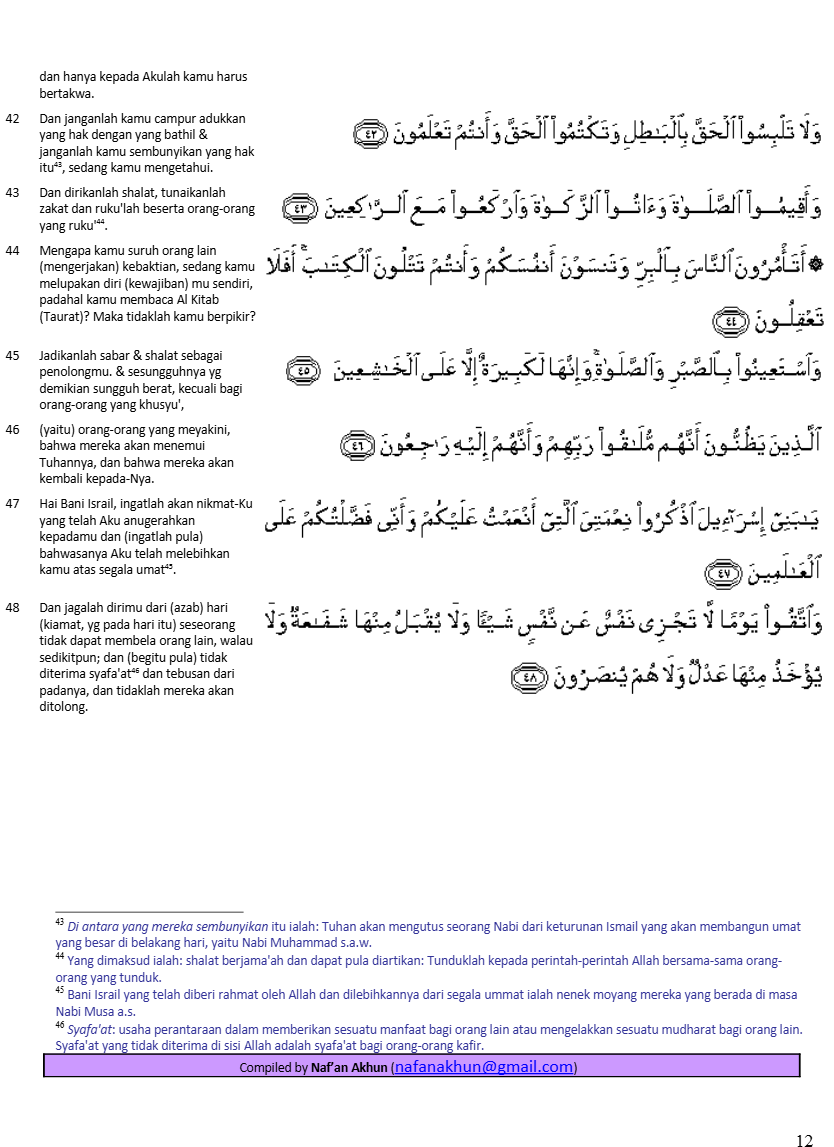 dan hanya kepada Akulah kamu harus
bertakwa.
42 Dan janganlah kamu campur adukkan
yang hak dengan yang bathil &
janganlah kamu sembunyikan yang hak
itu⁴³, sedang kamu mengetahui.
وَلَا تَلْبِسُوا۟ ٱلْحَقَّ بِٱلْبَـٰطِلِ وَتَكْتُمُوا۟ ٱلْحَقَّ وَأَنتُمْ تَعْلَمُونَ ٤٢
43 Dan dirikanlah shalat, tunaikanlah
zakat dan ruku'lah beserta orang-orang
yang ruku'⁴⁴.
وَأَقِيمُوا۟ ٱلصَّلَوٰةَ وَءَاتُوا۟ ٱلزَّكَوٰةَ وَٱرْكَعُوا۟ مَعَ ٱلرَّٰكِعِينَ ٤٣
44 Mengapa kamu suruh orang lain
(mengerjakan) kebaktian, sedang kamu
melupakan diri (kewajiban) mu sendiri,
padahal kamu membaca Al Kitab
(Taurat)? Maka tidaklah kamu berpikir?
۞ أَتَأْمُرُونَ ٱلنَّاسَ بِٱلْبِرِّ وَتَنسَوْنَ أَنفُسَكُمْ وَأَنتُمْ تَتْلُونَ ٱلْكِتَـٰبَ ۚ أَفَلَا
تَعْقِلُونَ ٤٤
45 Jadikanlah sabar & shalat sebagai
penolongmu. & sesungguhnya yg
demikian sungguh berat, kecuali bagi
orang-orang yang khusyu',
وَٱسْتَعِينُوا۟ بِٱلصَّبْرِ وَٱلصَّلَوٰةِ ۚ وَإِنَّهَا لَكَبِيرَةٌ إِلَّا عَلَى ٱلْخَـٰشِعِينَ ٤٥
46 (yaitu) orang-orang yang meyakini,
bahwa mereka akan menemui
Tuhannya, dan bahwa mereka akan
kembali kepada-Nya.
ٱلَّذِينَ يَظُنُّونَ أَنَّهُم مُّلَـٰقُوا۟ رَبِّهِمْ وَأَنَّهُمْ إِلَيْهِ رَٰجِعُونَ ٤٦
47 Hai Bani Israil, ingatlah akan nikmat-Ku
yang telah Aku anugerahkan
kepadamu dan (ingatlah pula)
bahwasanya Aku telah melebihkan
kamu atas segala umat⁴⁵.
يَـٰبَنِىٓ إِسْرَٰٓءِيلَ ٱذْكُرُوا۟ نِعْمَتِىَ ٱلَّتِىٓ أَنْعَمْتُ عَلَيْكُمْ وَأَنِّى فَضَّلْتُكُمْ عَلَى
ٱلْعَـٰلَمِينَ ٤٧
48 Dan jagalah dirimu dari (azab) hari
(kiamat, yg pada hari itu) seseorang
tidak dapat membela orang lain, walau
sedikitpun; dan (begitu pula) tidak
diterima syafa'at⁴⁶ dan tebusan dari
padanya, dan tidaklah mereka akan
ditolong.
وَٱتَّقُوا۟ يَوْمًا لَّا تَجْزِى نَفْسٌ عَن نَّفْسٍ شَيْـًٔا وَلَا يُقْبَلُ مِنْهَا شَفَـٰعَةٌ وَلَا
يُؤْخَذُ مِنْهَا عَدْلٌ وَلَا هُمْ يُنصَرُونَ ٤٨
⁴³ Di antara yang mereka sembunyikan itu ialah: Tuhan akan mengutus seorang Nabi dari keturunan Ismail yang akan membangun umat
yang besar di belakang hari, yaitu Nabi Muhammad s.a.w.
⁴⁴ Yang dimaksud ialah: shalat berjama'ah dan dapat pula diartikan: Tunduklah kepada perintah-perintah Allah bersama-sama orang-
orang yang tunduk.
⁴⁵ Bani Israil yang telah diberi rahmat oleh Allah dan dilebihkannya dari segala ummat ialah nenek moyang mereka yang berada di masa
Nabi Musa a.s.
⁴⁶ Syafa'at: usaha perantaraan dalam memberikan sesuatu manfaat bagi orang lain atau mengelakkan sesuatu mudharat bagi orang lain.
Syafa'at yang tidak diterima di sisi Allah adalah syafa'at bagi orang-orang kafir.
Compiled by Naf’an Akhun (nafanakhun@gmail.com)
12